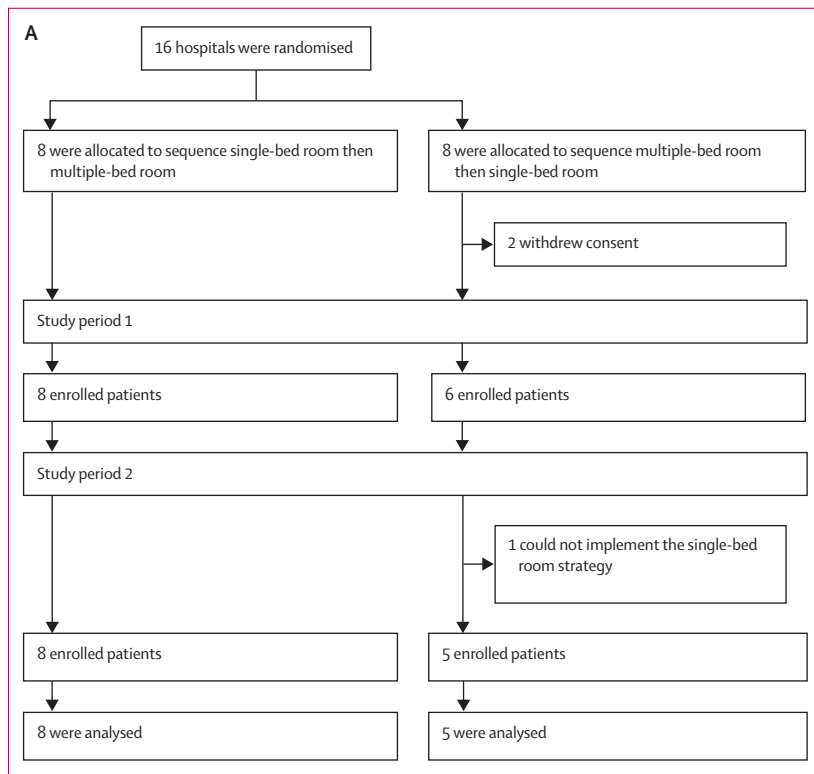 A
16 hospitals were randomised
8 were allocated to sequence single-bed room then
multiple-bed room
8 were allocated to sequence multiple-bed room
then single-bed room
2 withdrew consent
Study period 1
8 enrolled patients
6 enrolled patients
Study period 2
1 could not implement the single-bed
room strategy
8 enrolled patients
5 enrolled patients
8 were analysed
5 were analysed